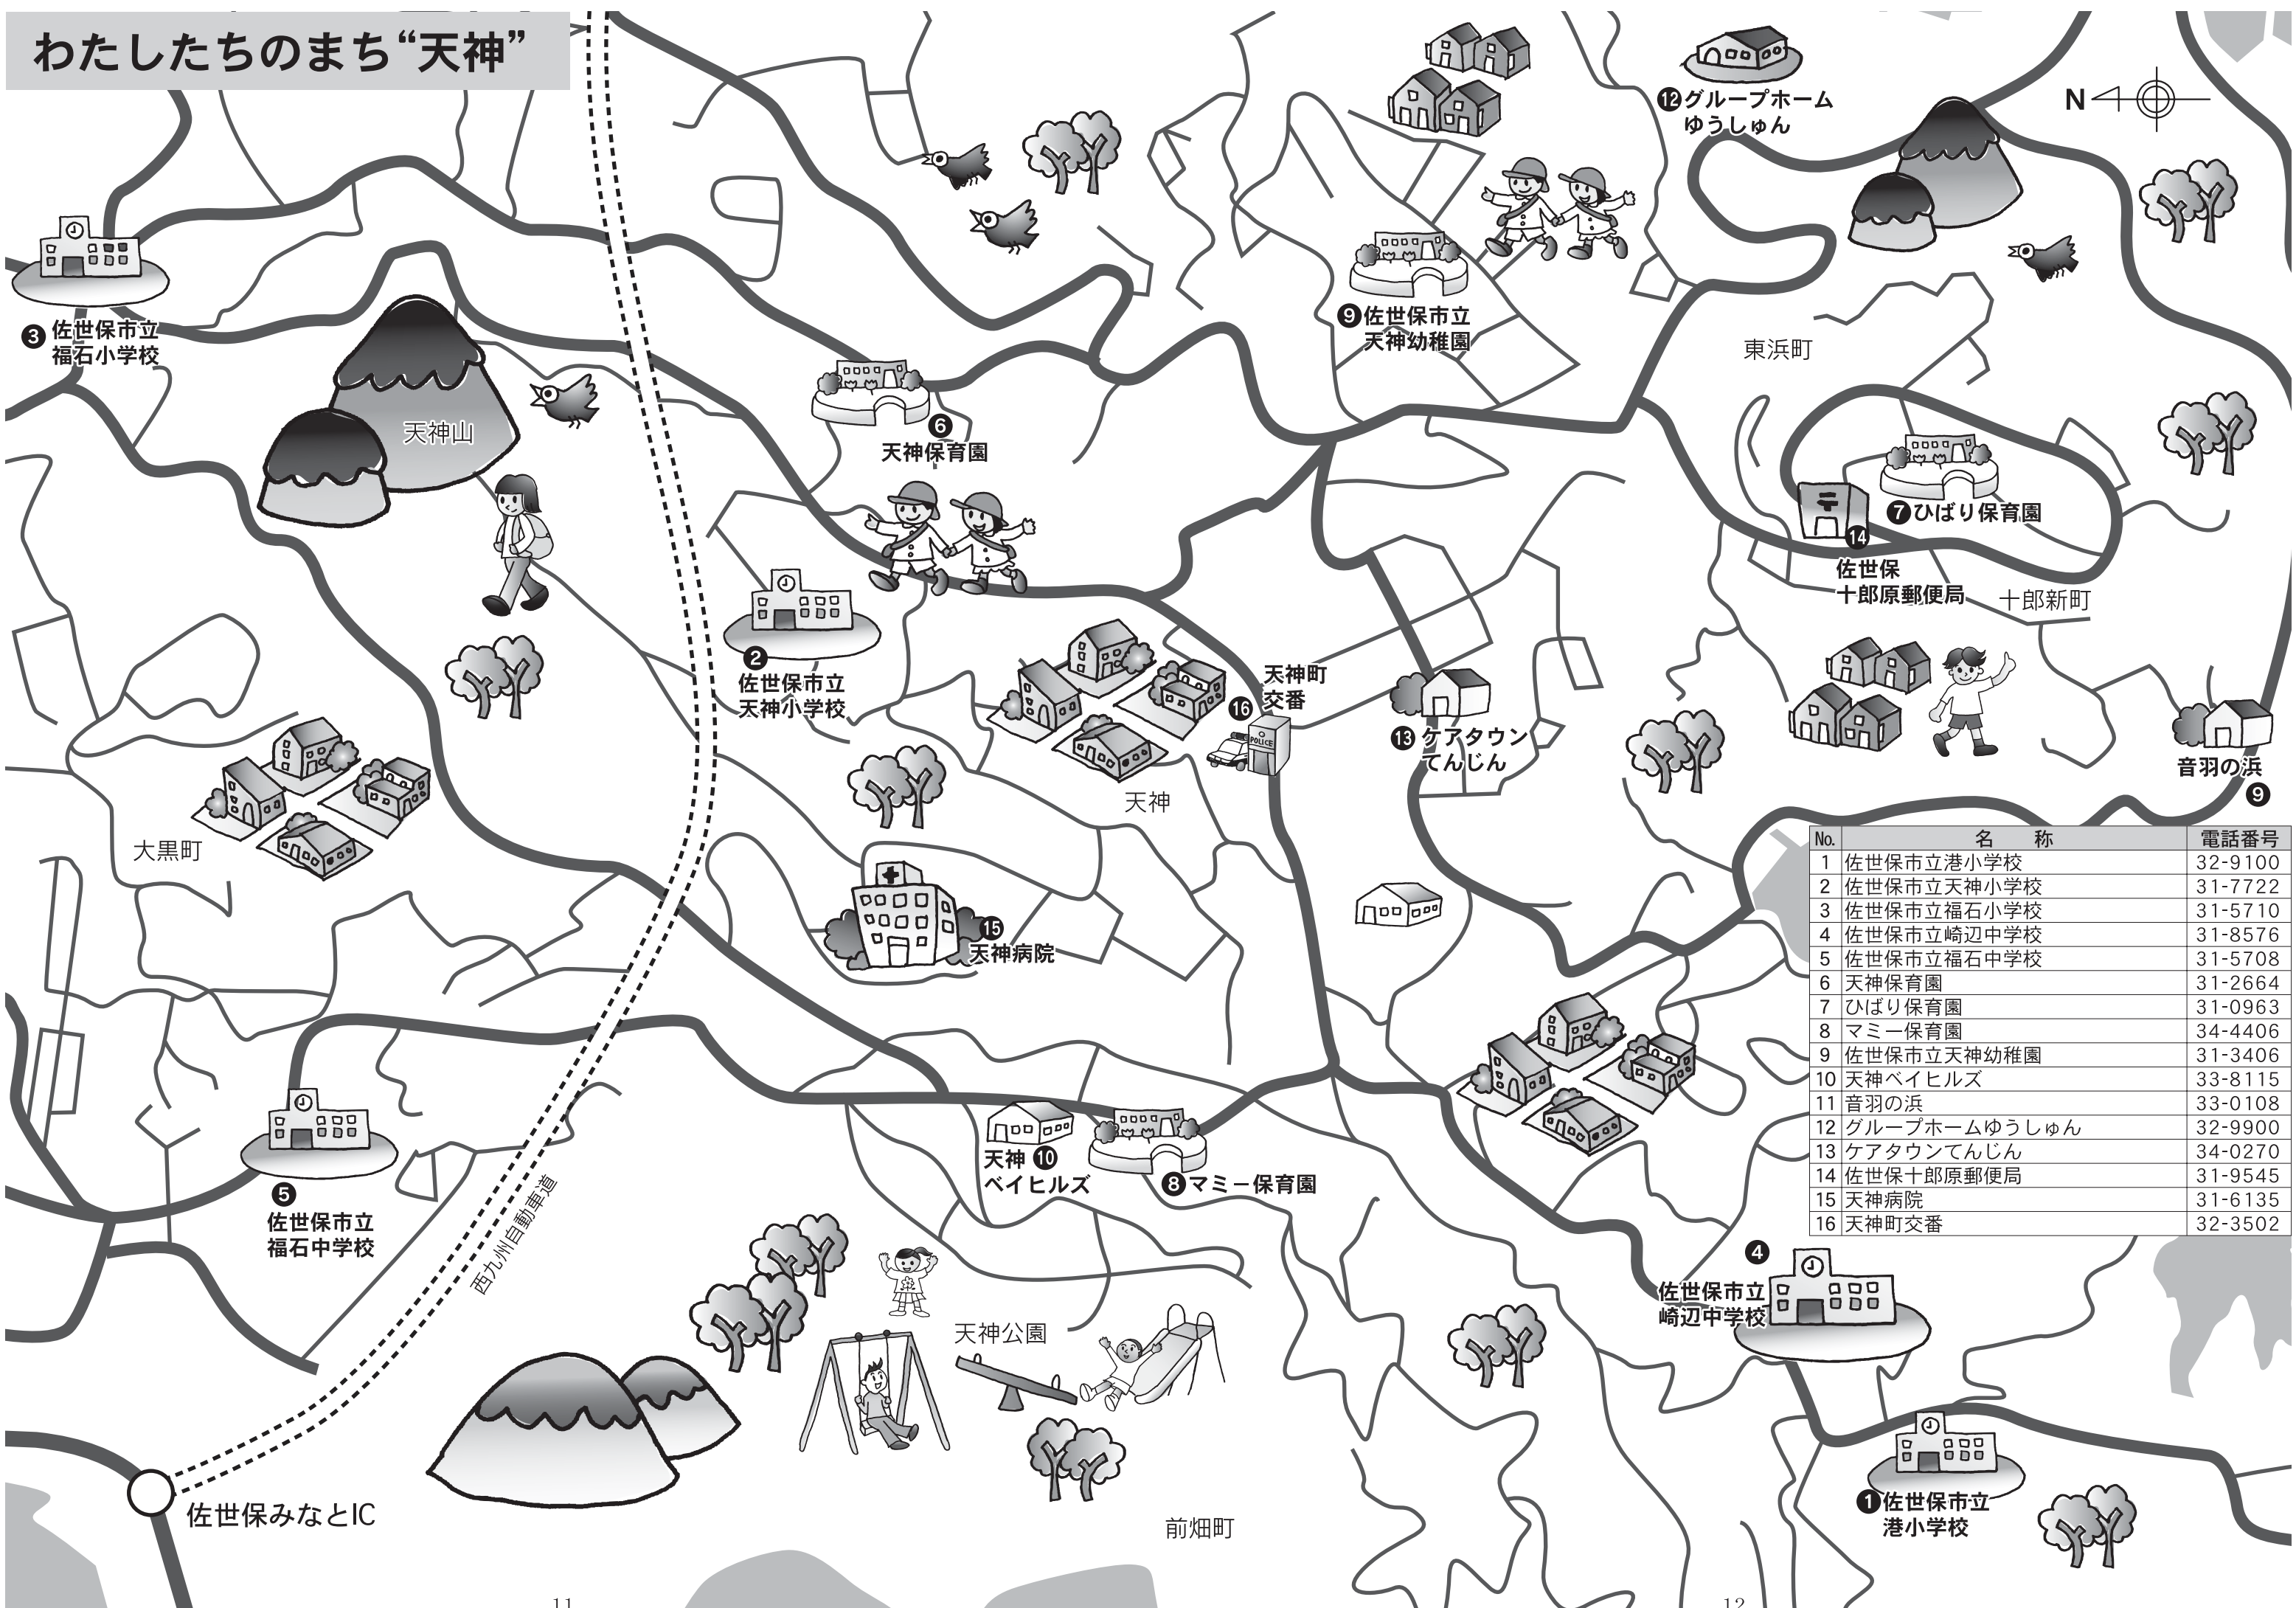 わたしたちのまち“天神”
⓬グループホーム
ゆうしゅん
N
❸ 佐世保市立
福石小学校
❾佐世保市立
天神幼稚園
東浜町
天神山
❻
天神保育園
❼ひばり保育園
⓮
佐世保
十郎原郵便局
十郎新町
❷
佐世保市立
天神小学校
天神町
⓰ 交番
POLICE
⓭ケアタウン
てんじん
音羽の浜
❾
天神
大黒町
⓯
天神病院
No. 名 称 電話番号
1 佐世保市立港小学校 32-9100
2 佐世保市立天神小学校 31-7722
3 佐世保市立福石小学校 31-5710
4 佐世保市立崎辺中学校 31-8576
5 佐世保市立福石中学校 31-5708
6 天神保育園 31-2664
7 ひばり保育園 31-0963
8 マミー保育園 34-4406
9 佐世保市立天神幼稚園 31-3406
10 天神ベイヒルズ 33-8115
11 音羽の浜 33-0108
12 グループホームゆうしゅん 32-9900
13 ケアタウンてんじん 34-0270
14 佐世保十郎原郵便局 31-9545
15 天神病院 31-6135
16 天神町交番 32-3502
天神 ❿
ベイヒルズ
❽マミー保育園
❺
佐世保市立
福石中学校
西九州自動車道
❹
佐世保市立
崎辺中学校
天神公園
佐世保みなとIC
前畑町
❶佐世保市立
港小学校
11
12